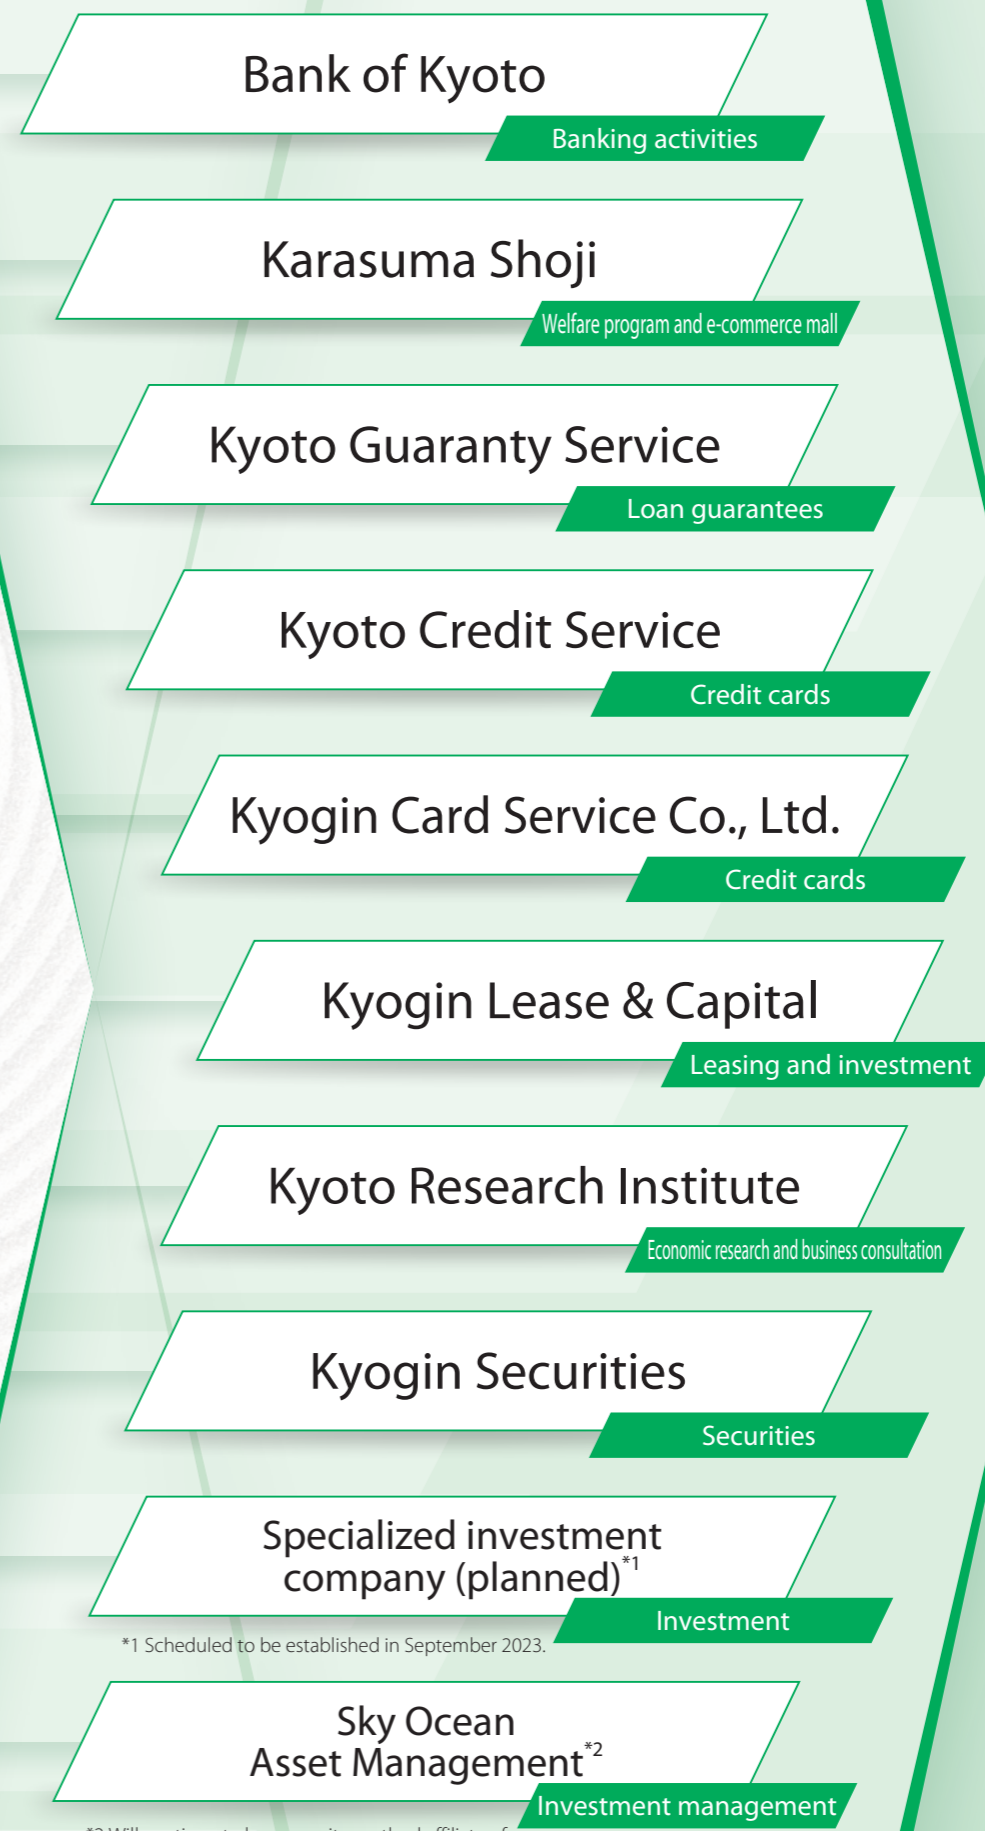 Bank of Kyoto
Banking activities
Karasuma Shoji
Welfare program and e-commerce mall
Kyoto Guaranty Service
Loan guarantees
Kyoto Credit Service
Credit cards
Kyogin Card Service Co., Ltd.
Credit cards
Kyogin Lease & Capital
Leasing and investment
Kyoto Research Institute
Economic research and business consultation
Kyogin Securities
Securities
Specialized investment
company (planned)*1
Investment
*1 Scheduled to be established in September 2023.
Sky Ocean
Asset Management*2
Investment management